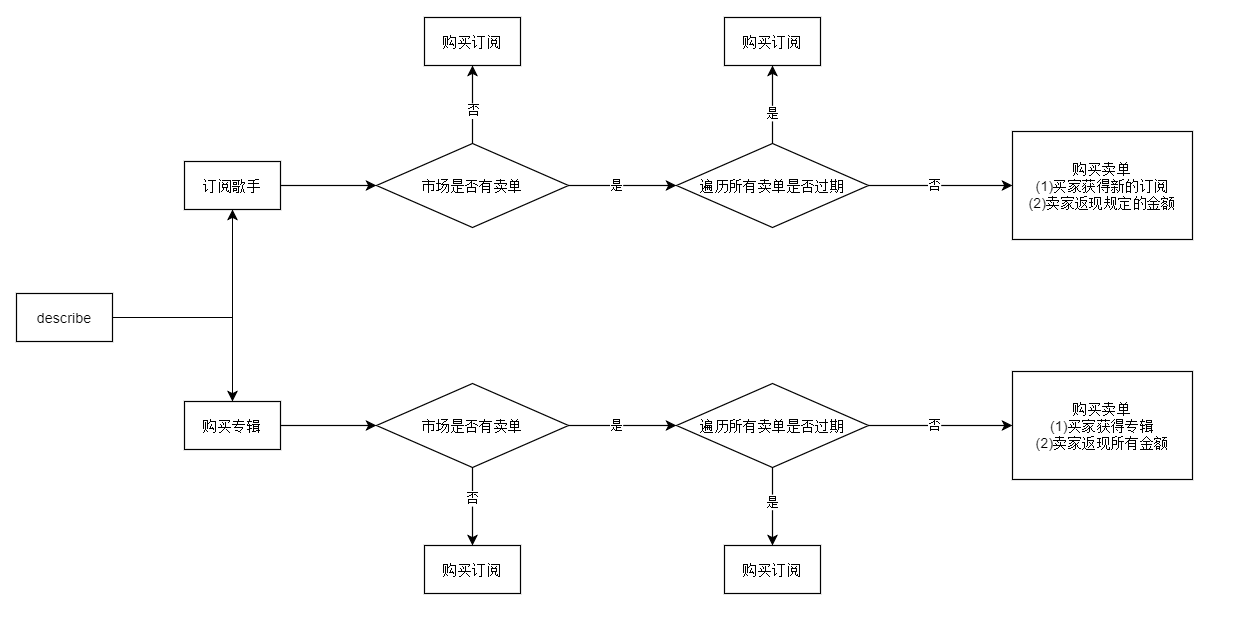 购买订阅
购买订阅
否
是
订阅歌手
市场是否有卖单
是
遍历所有卖单是否过期
否
购买卖单
(1)买家获得新的订阅
(2)卖家返现规定的金额
describe
购买专辑
市场是否有卖单
是
遍历所有卖单是否过期
否
购买卖单
(1)买家获得专辑
(2)卖家返现所有金额
否
是
购买订阅
购买订阅